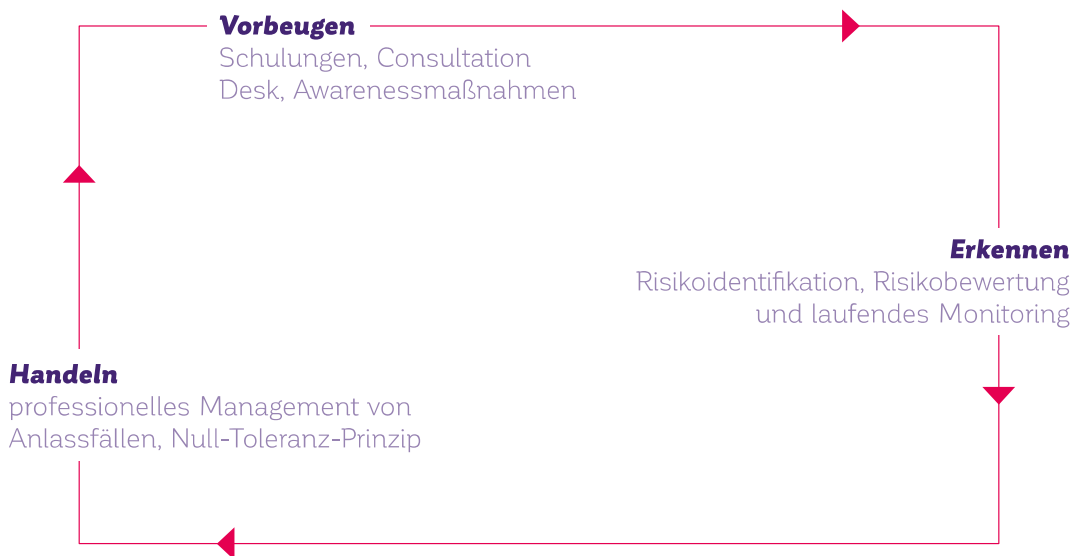 Vorbeugen
Schulungen, Consultation
Desk, Awarenessmaßnahmen
Erkennen
Risikoidentifikation, Risikobewertung
und laufendes Monitoring
Handeln
professionelles Management von
Anlassfällen, Null-Toleranz-Prinzip